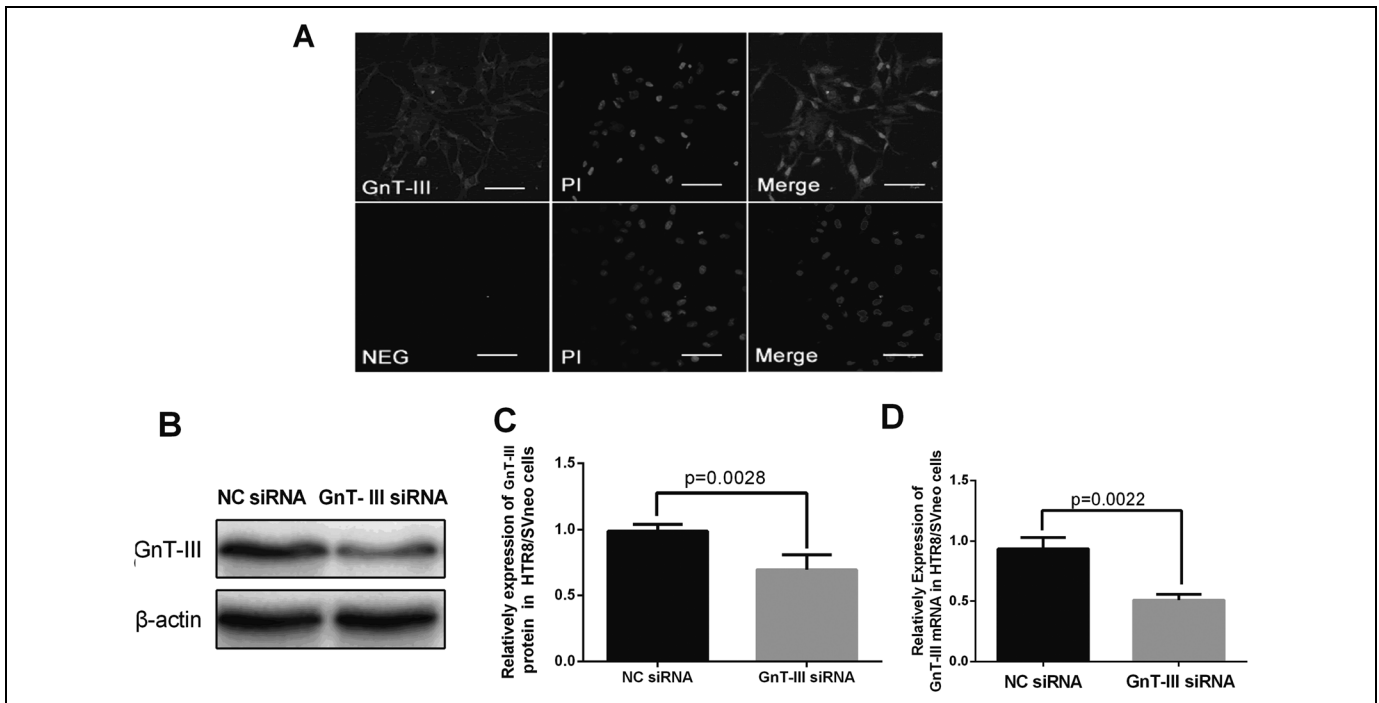 A
GnT-III
PI
Merge
NEG
PI
Merge
B
NC siRNA GnT- III siRNA
GnT-III
β-actin
C
Relatively expression of GnT-III
protein in HTR8/SVneo cells
1.5
1.0
0.5
0.0
p=0.0028
NC siRNA
GnT-III siRNA
D
Relatively Expression of
GnT-III mRNA in HTR8/SVneo cells
1.5
1.0
0.5
0.0
p=0.0022
NC siRNA
GnT-III siRNA